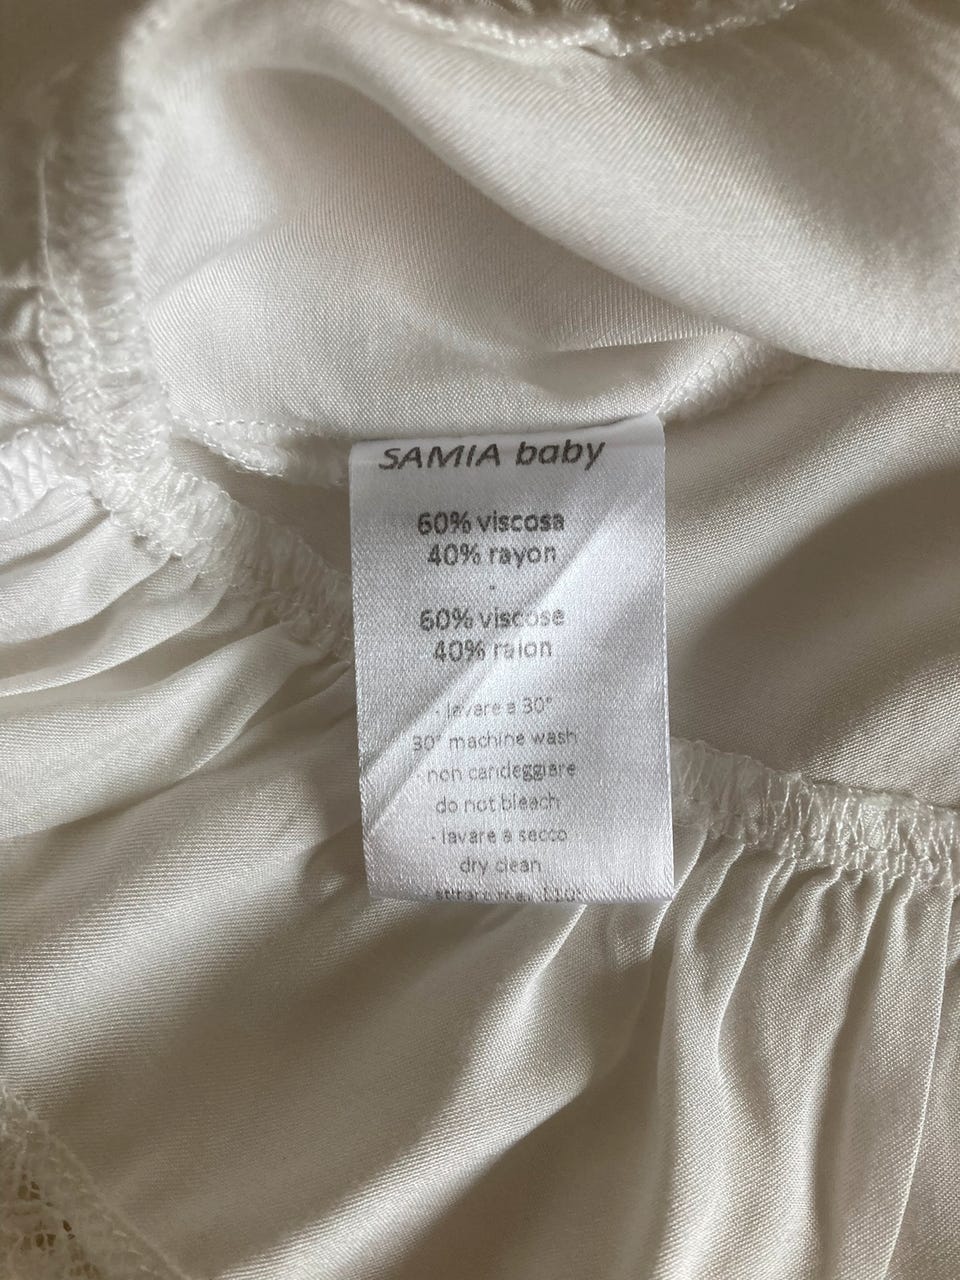 SAMIA baby
60% viscosa
40% rayon
-
60% viscose
40% raion
- lavare a 30°
30° machine wash
- non candeggiare
do not bleach
- lavare a secco
dry clean